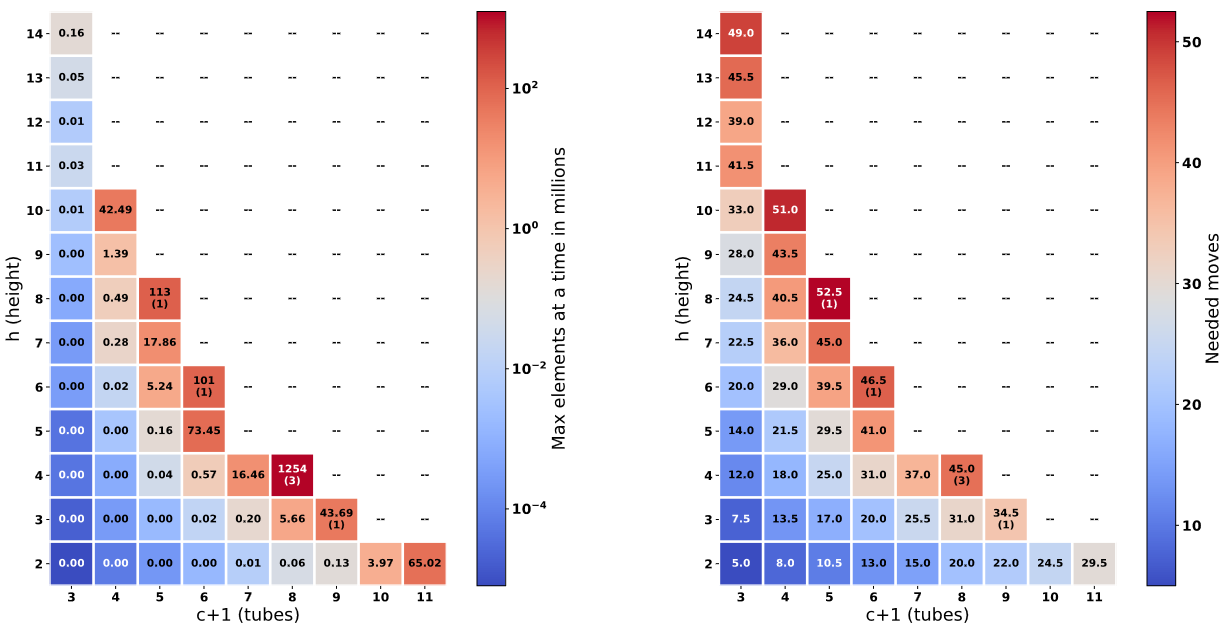 14 0.16 -- -- -- -- -- -- -- --
13 0.05 -- -- -- -- -- -- -- --
12 0.01 -- -- -- -- -- -- -- --
11 0.03 -- -- -- -- -- -- -- --
10 0.01 42.49 -- -- -- -- -- -- --
9 0.00 1.39 -- -- -- -- -- -- --
8 0.00 0.49 113 (1) -- -- -- -- -- --
7 0.00 0.28 17.86 -- -- -- -- -- --
6 0.00 0.02 5.24 101 (1) -- -- -- -- --
5 0.00 0.00 0.16 73.45 -- -- -- -- --
4 0.00 0.00 0.04 0.57 16.46 1254 (3) -- -- --
3 0.00 0.00 0.00 0.02 0.20 5.66 43.69 (1) -- --
2 0.00 0.00 0.00 0.00 0.01 0.06 0.13 3.97 65.02
3 4 5 6 7 8 9 10 11
c+1 (tubes)
h (height)
10²
10⁰
10⁻²
10⁻⁴
Max elements at a time in millions
14 49.0 -- -- -- -- -- -- -- --
13 45.5 -- -- -- -- -- -- -- --
12 39.0 -- -- -- -- -- -- -- --
11 41.5 -- -- -- -- -- -- -- --
10 33.0 51.0 -- -- -- -- -- -- --
9 28.0 43.5 -- -- -- -- -- -- --
8 24.5 40.5 52.5 (1) -- -- -- -- -- --
7 22.5 36.0 45.0 -- -- -- -- -- --
6 20.0 29.0 39.5 46.5 (1) -- -- -- -- --
5 14.0 21.5 29.5 41.0 -- -- -- -- --
4 12.0 18.0 25.0 31.0 37.0 45.0 (3) -- -- --
3 7.5 13.5 17.0 20.0 25.5 31.0 34.5 (1) -- --
2 5.0 8.0 10.5 13.0 15.0 20.0 22.0 24.5 29.5
3 4 5 6 7 8 9 10 11
c+1 (tubes)
h (height)
50
40
30
20
10
Needed moves